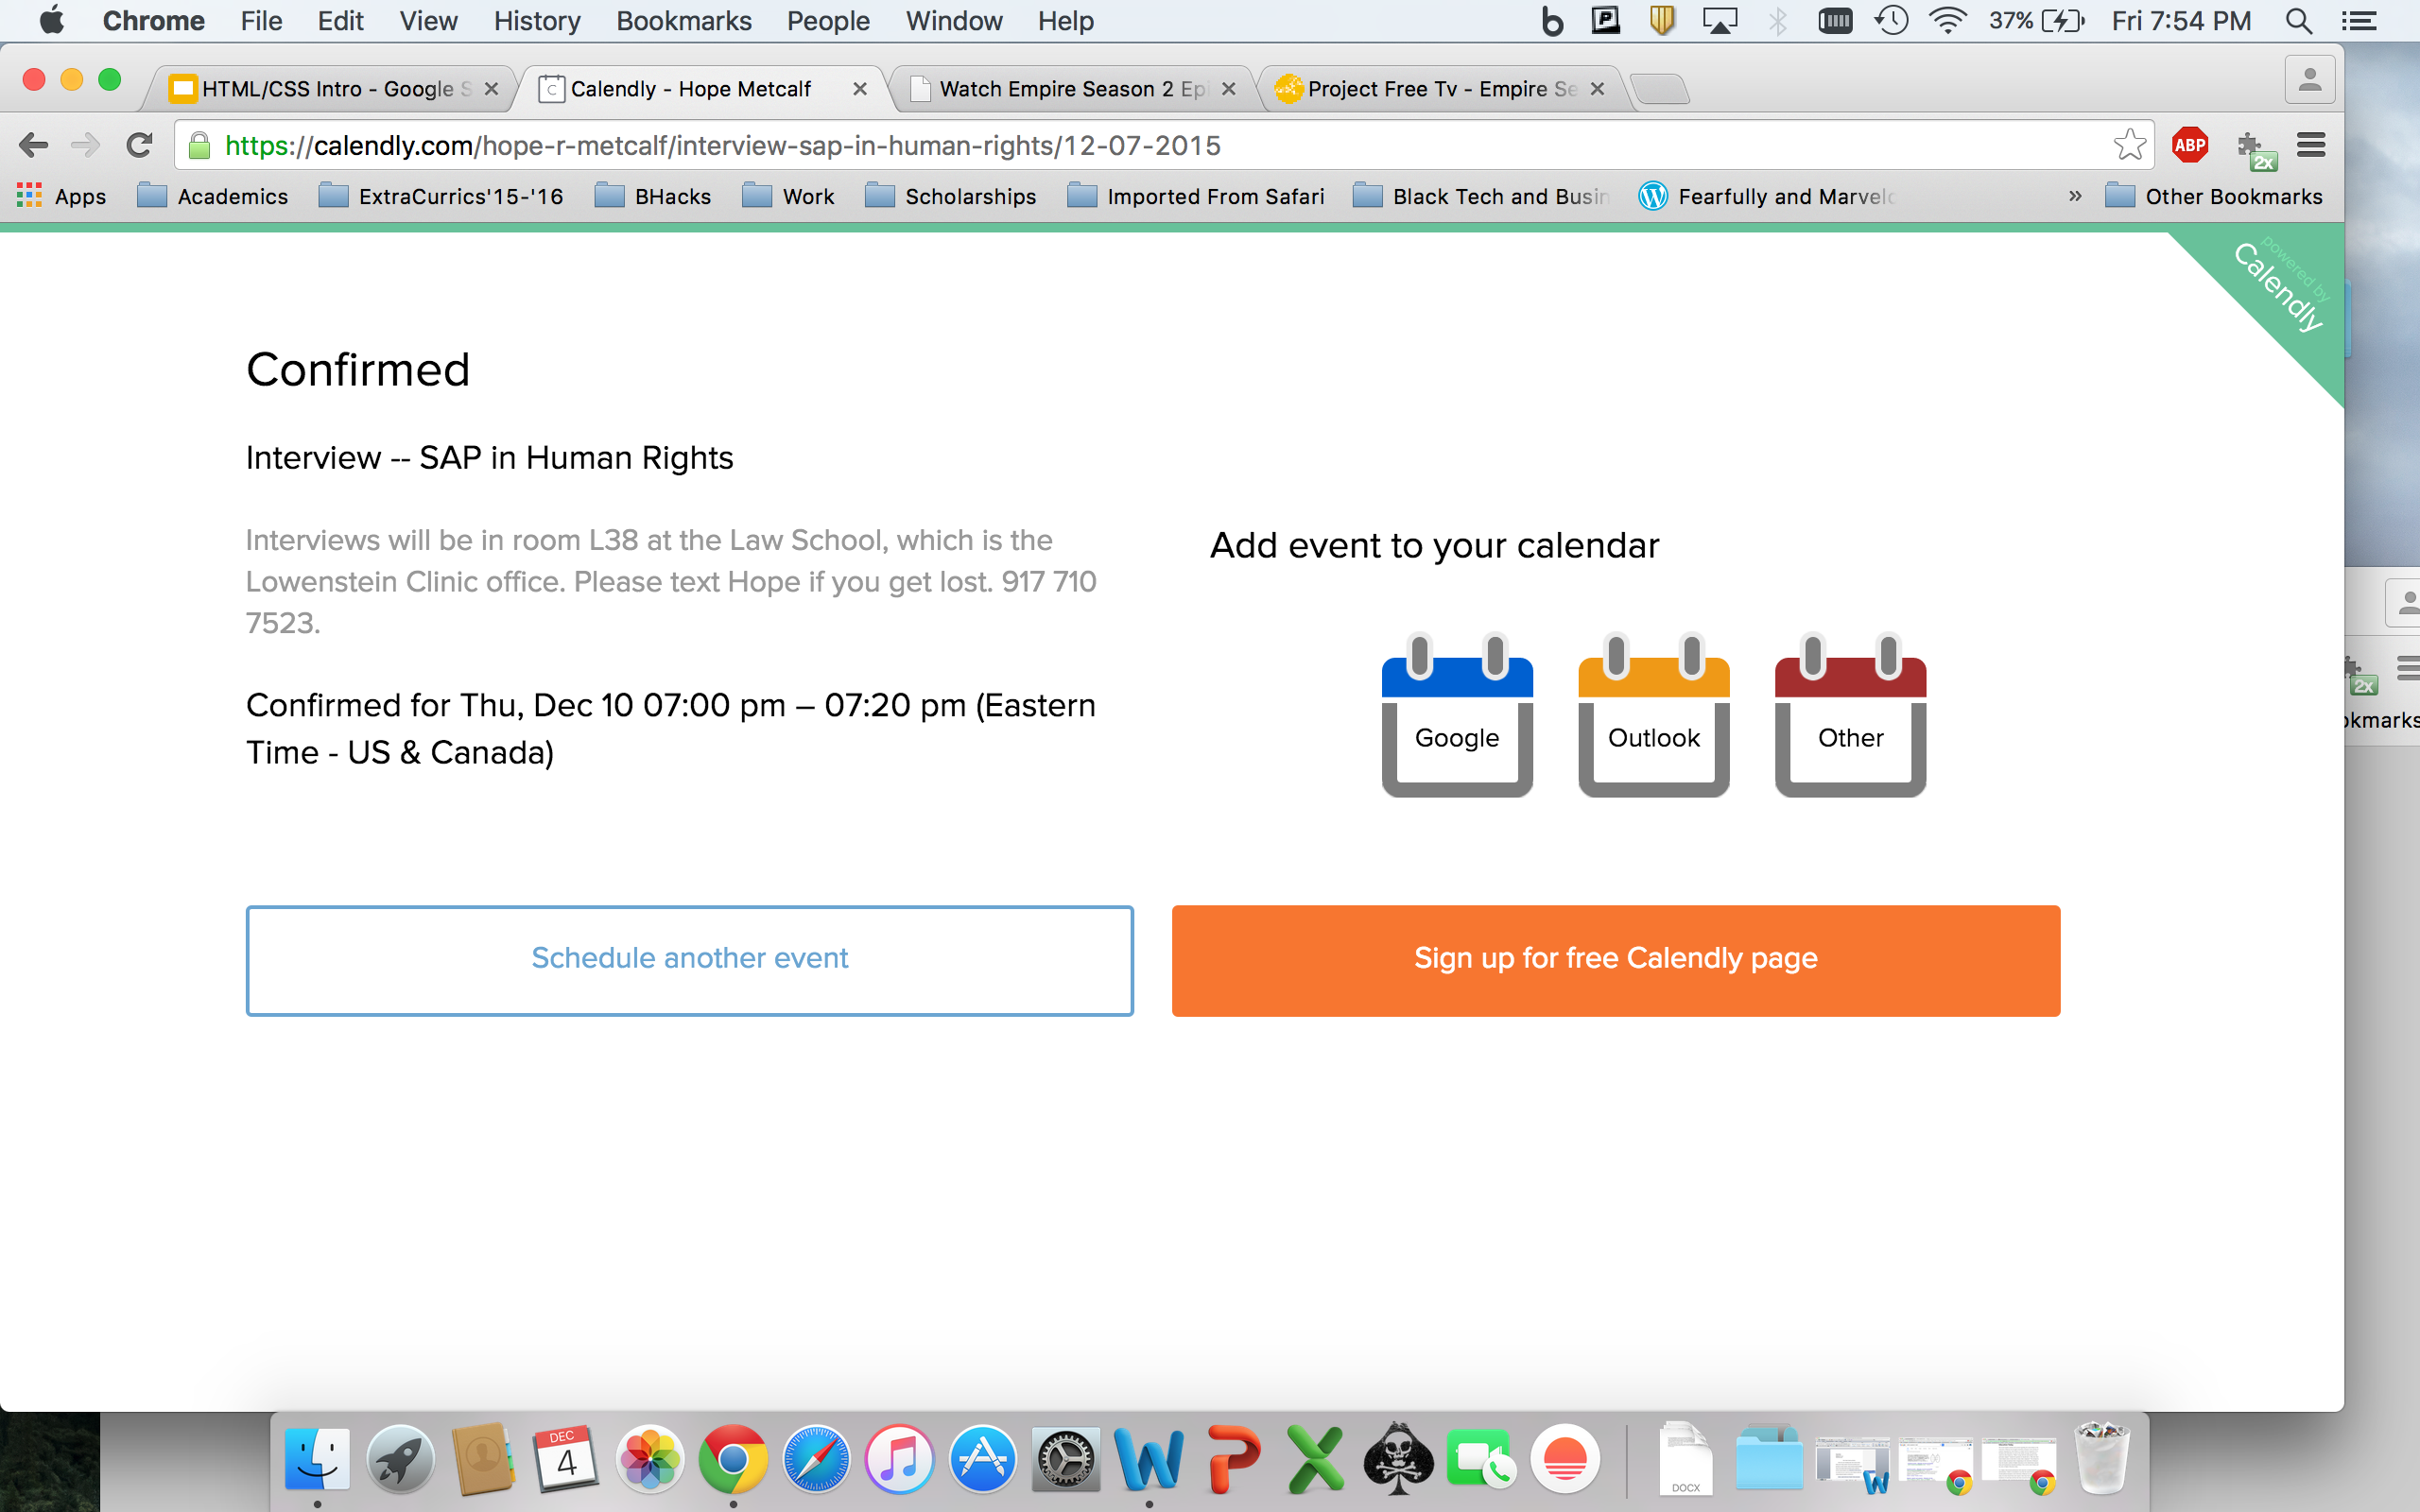 Chrome File Edit View History Bookmarks People Window Help 37% Fri 7:54 PM
HTML/CSS Intro - Google S Calendly - Hope Metcalf Watch Empire Season 2 Ep Project Free Tv - Empire Se
https://calendly.com/hope-r-metcalf/interview-sap-in-human-rights/12-07-2015 ABP 2x
Apps Academics ExtraCurrics'15-'16 BHacks Work Scholarships Imported From Safari Black Tech and Busin Fearfully and Marvelo » Other Bookmarks
powered by
Calendly
Confirmed
Interview -- SAP in Human Rights
Interviews will be in room L38 at the Law School, which is the
Lowenstein Clinic office. Please text Hope if you get lost. 917 710
7523.
Confirmed for Thu, Dec 10 07:00 pm – 07:20 pm (Eastern
Time - US & Canada)
Add event to your calendar
Google Outlook Other
2x
okmarks
Schedule another event
Sign up for free Calendly page
DEC
4
DOCX